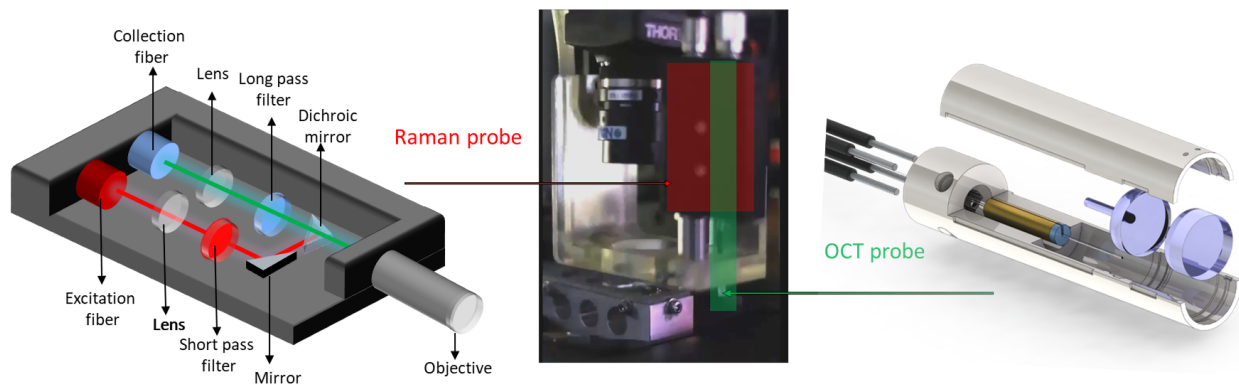 Collection
fiber
Lens
Long pass
filter
Dichroic
mirror
Excitation
fiber
Lens
Short pass
filter
Mirror
Objective
Raman probe
THOR
OCT probe